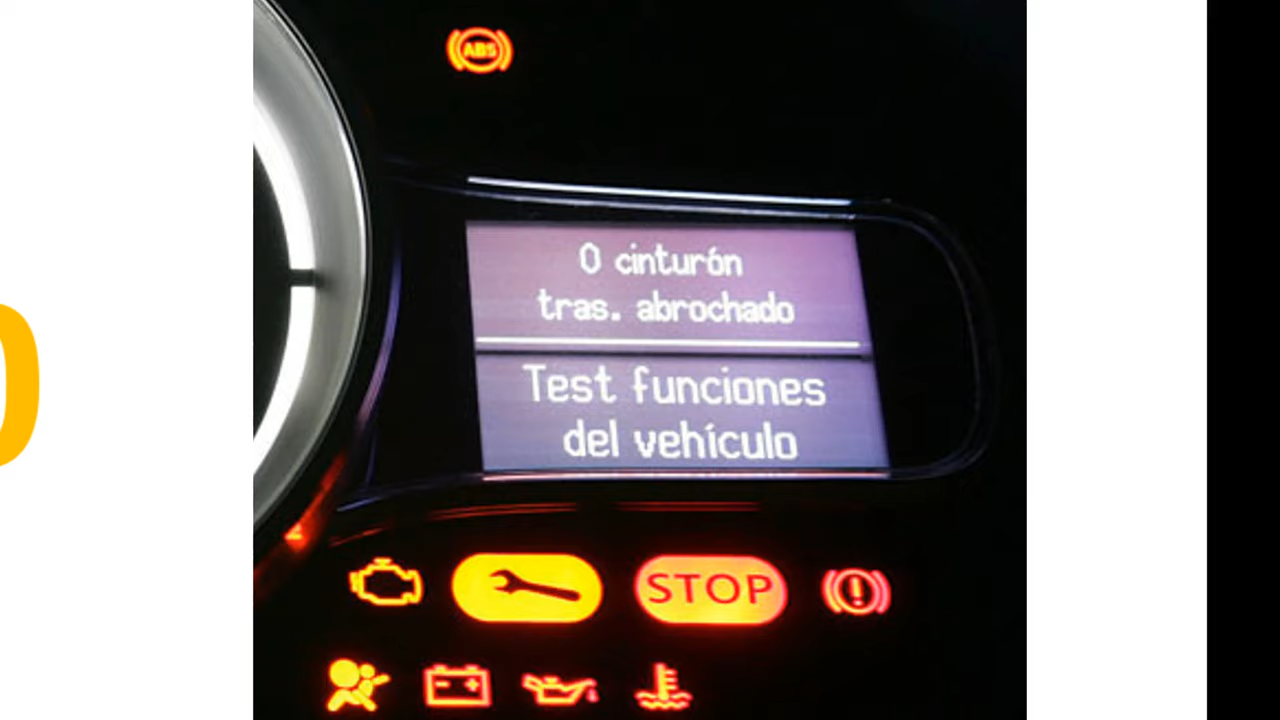 ABS
0 cinturón
tras. abrochado
Test funciones
del vehículo
STOP